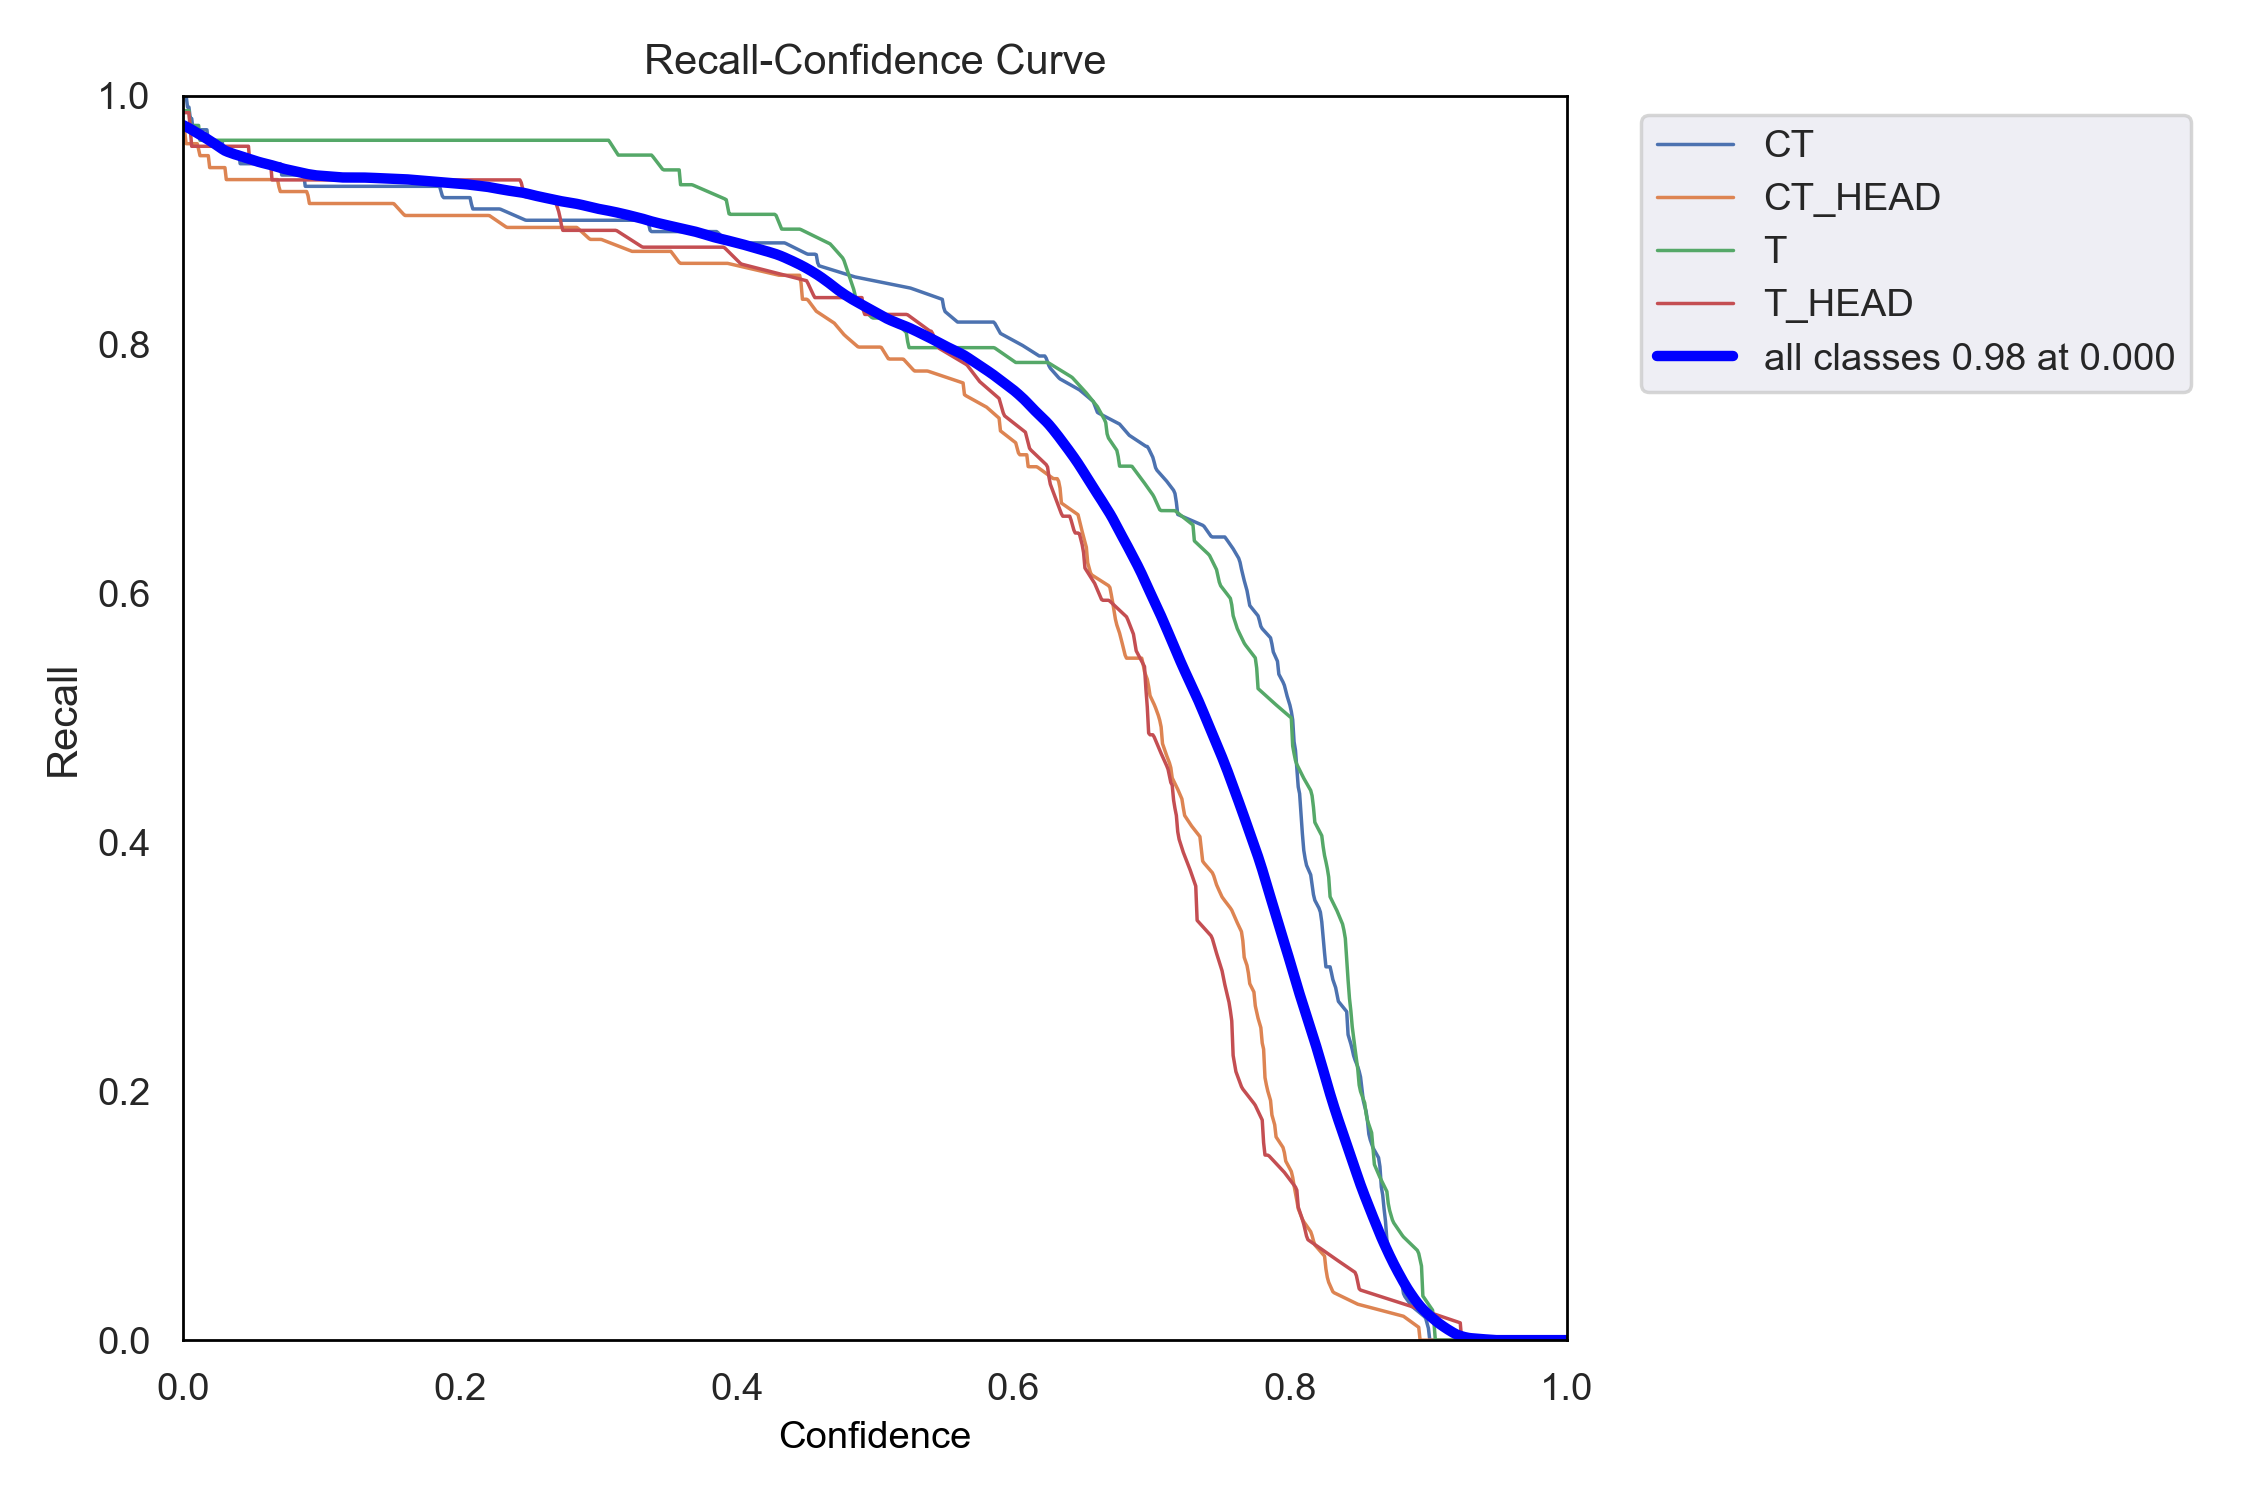 Recall-Confidence Curve
1.0
0.8
0.6
0.4
0.2
0.0
Recall
0.0 0.2 0.4 0.6 0.8 1.0
Confidence
CT
CT_HEAD
T
T_HEAD
all classes 0.98 at 0.000